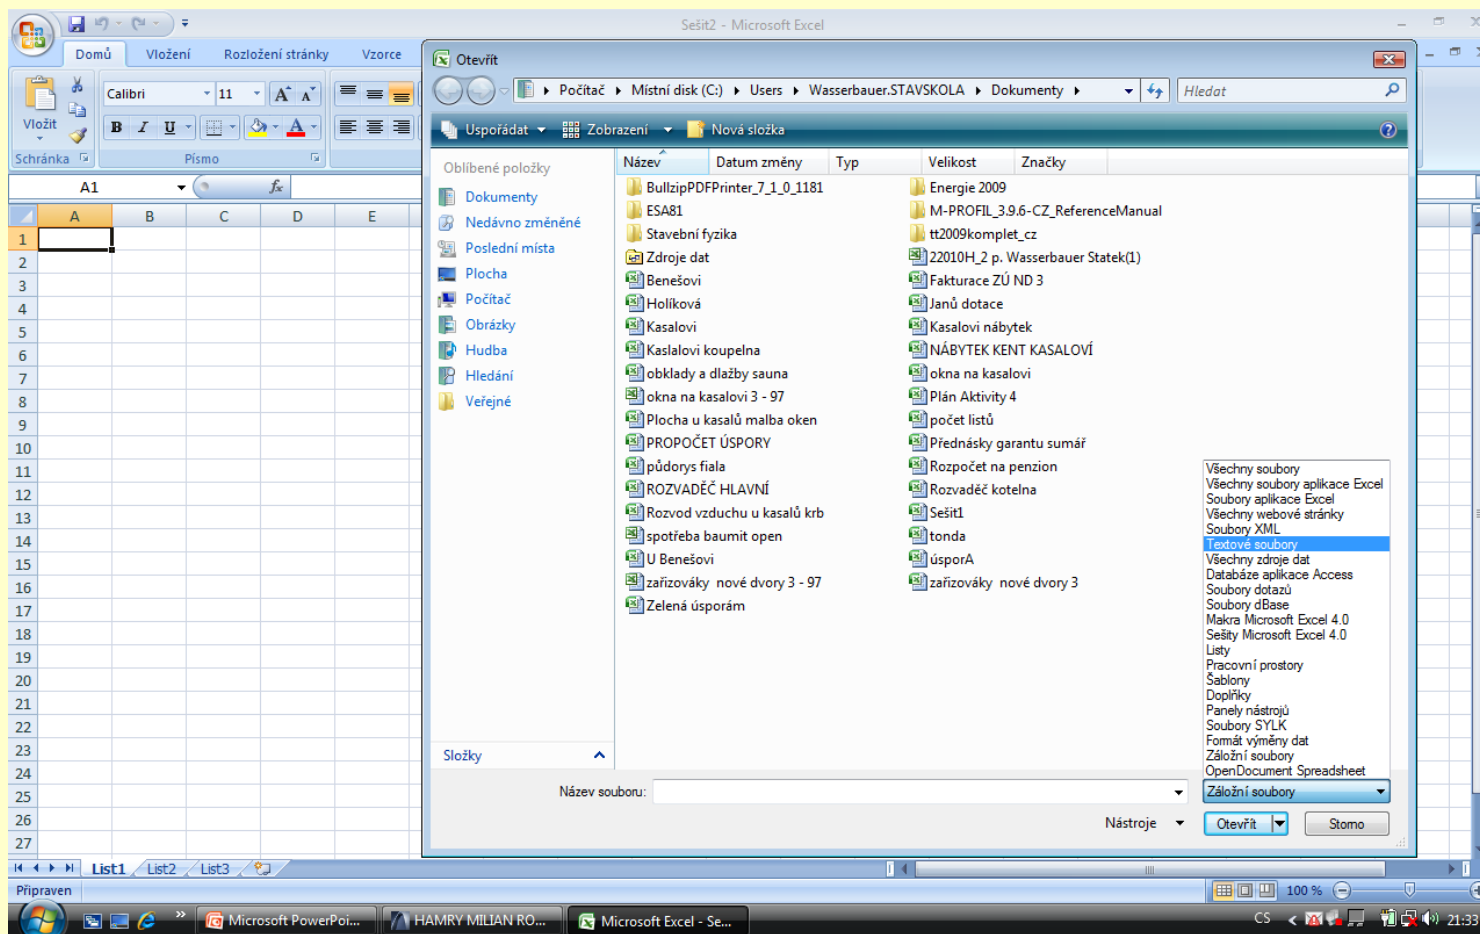 Sešit2 - Microsoft Excel
Domů Vložení Rozložení stránky Vzorce
Calibri 11 A A
Vložit B I U A
Schránka Písmo
A1 fx
A B C D E
1
2
3
4
5
6
7
8
9
10
11
12
13
14
15
16
17
18
19
20
21
22
23
24
25
26
27
List1 List2 List3
Připraven 100 %
Otevřít
Počítač Místní disk (C:) Users Wasserbauer.STAVSKOLA Dokumenty Hledat
Uspořádat Zobrazení Nová složka
Oblíbené položky
Dokumenty
Nedávno změněné
Poslední místa
Plocha
Počítač
Obrázky
Hudba
Hledání
Veřejné
Složky
Název Datum změny Typ Velikost Značky
BullzipPDFPrinter_7_1_0_1181 Energie 2009
ESA81 M-PROFIL_3.9.6-CZ_ReferenceManual
Stavební fyzika tt2009komplet_cz
Zdroje dat 22010H_2 p. Wasserbauer Statek(1)
Benešovi Fakturace ZÚ ND 3
Holíková Janů dotace
Kasalovi Kasalovi nábytek
Kaslalovi koupelna NÁBYTEK KENT KASALOVÍ
obklady a dlažby sauna okna na kasalovi
okna na kasalovi 3 - 97 Plán Aktivity 4
Plocha u kasalů malba oken počet listů
PROPOČET ÚSPORY Přednásky garantu sumář
půdorys fiala Rozpočet na penzion
ROZVADĚČ HLAVNÍ Rozvaděč kotelna
Rozvod vzduchu u kasalů krb Sešit1
spotřeba baumit open tonda
U Benešovi úsporA
zařizováky nové dvory 3 - 97 zařizováky nové dvory 3
Zelená úsporám
Všechny soubory
Všechny soubory aplikace Excel
Soubory aplikace Excel
Všechny webové stránky
Soubory XML
Textové soubory
Všechny zdroje dat
Databáze aplikace Access
Soubory dotazů
Soubory dBase
Makra Microsoft Excel 4.0
Sešity Microsoft Excel 4.0
Listy
Pracovní prostory
Šablony
Doplňky
Panely nástrojů
Soubory SYLK
Formát výměny dat
Záložní soubory
OpenDocument Spreadsheet
Název souboru: Záložní soubory
Nástroje Otevřít Storno
Microsoft PowerPoi... HAMRY MILIAN RO... Microsoft Excel - Se... CS 21:33